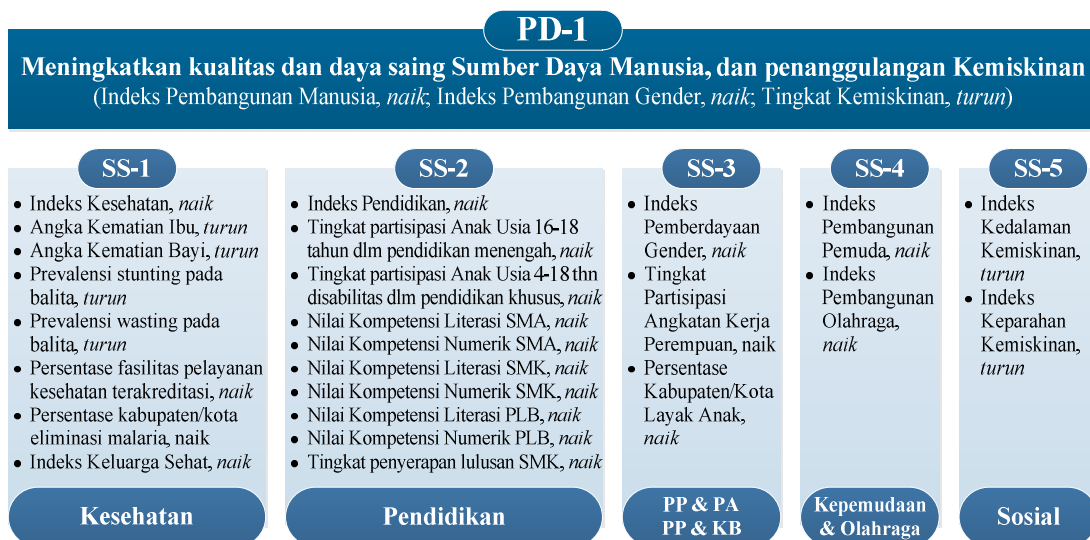 PD-1
Meningkatkan kualitas dan daya saing Sumber Daya Manusia, dan penanggulangan Kemiskinan
(Indeks Pembangunan Manusia, naik; Indeks Pembangunan Gender, naik; Tingkat Kemiskinan, turun)
SS-1
• Indeks Kesehatan, naik
• Angka Kematian Ibu, turun
• Angka Kematian Bayi, turun
• Prevalensi stunting pada
balita, turun
• Prevalensi wasting pada
balita, turun
• Persentase fasilitas pelayanan
kesehatan terakreditasi, naik
• Persentase kabupaten/kota
eliminasi malaria, naik
• Indeks Keluarga Sehat, naik
Kesehatan
SS-2
• Indeks Pendidikan, naik
• Tingkat partisipasi Anak Usia 16-18
tahun dlm pendidikan menengah, naik
• Tingkat partisipasi Anak Usia 4-18 thn
disabilitas dlm pendidikan khusus, naik
• Nilai Kompetensi Literasi SMA, naik
• Nilai Kompetensi Numerik SMA, naik
• Nilai Kompetensi Literasi SMK, naik
• Nilai Kompetensi Numerik SMK, naik
• Nilai Kompetensi Literasi PLB, naik
• Nilai Kompetensi Numerik PLB, naik
• Tingkat penyerapan lulusan SMK, naik
Pendidikan
SS-3
• Indeks
Pemberdayaan
Gender, naik
• Tingkat
Partisipasi
Angkatan Kerja
Perempuan, naik
• Persentase
Kabupaten/Kota
Layak Anak,
naik
PP & PA
PP & KB
SS-4
• Indeks
Pembangunan
Pemuda, naik
• Indeks
Pembangunan
Olahraga,
naik
Kepemudaan
& Olahraga
SS-5
• Indeks
Kedalaman
Kemiskinan,
turun
• Indeks
Keparahan
Kemiskinan,
turun
Sosial